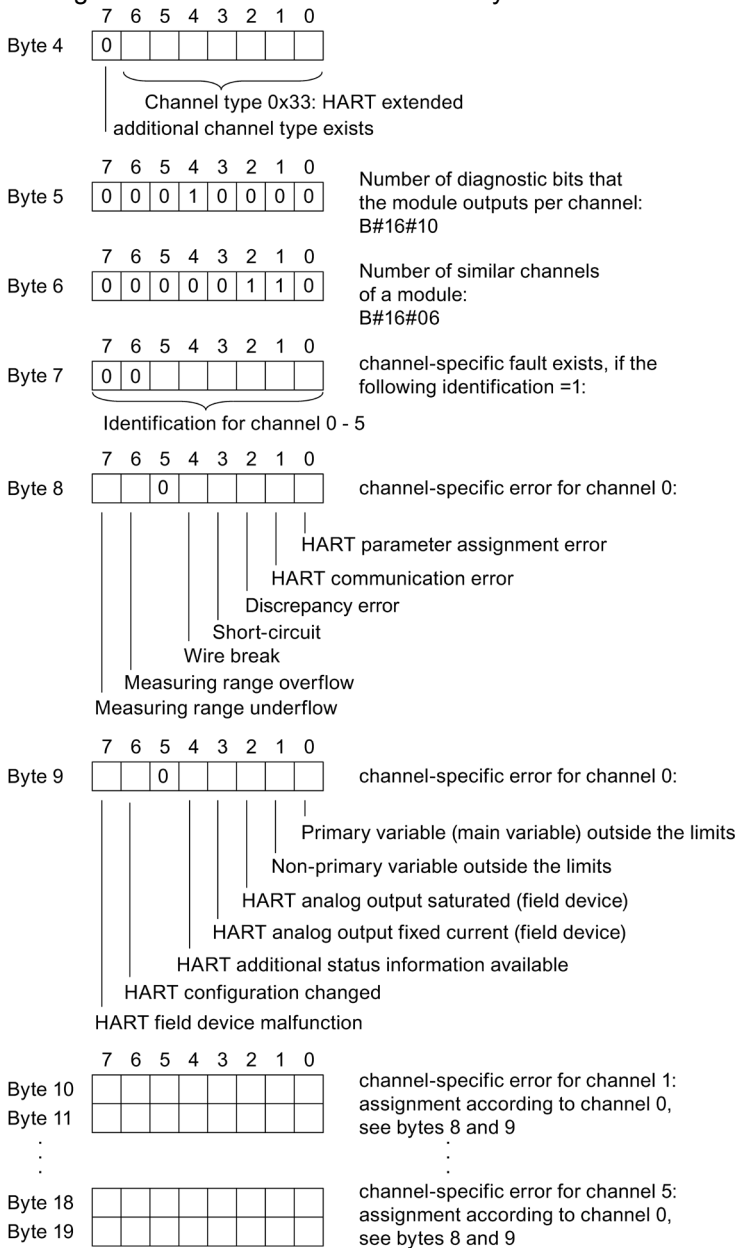 7 6 5 4 3 2 1 0
Byte 4 0
Channel type 0x33: HART extended
additional channel type exists
7 6 5 4 3 2 1 0
Byte 5 0 0 0 1 0 0 0 0
Number of diagnostic bits that
the module outputs per channel:
B#16#10
7 6 5 4 3 2 1 0
Byte 6 0 0 0 0 0 1 1 0
Number of similar channels
of a module:
B#16#06
7 6 5 4 3 2 1 0
Byte 7 0 0
channel-specific fault exists, if the
following identification =1:
Identification for channel 0 - 5
7 6 5 4 3 2 1 0
Byte 8 0 channel-specific error for channel 0:
HART parameter assignment error
HART communication error
Discrepancy error
Short-circuit
Wire break
Measuring range overflow
Measuring range underflow
7 6 5 4 3 2 1 0
Byte 9 0 channel-specific error for channel 0:
Primary variable (main variable) outside the limits
Non-primary variable outside the limits
HART analog output saturated (field device)
HART analog output fixed current (field device)
HART additional status information available
HART configuration changed
HART field device malfunction
7 6 5 4 3 2 1 0
Byte 10
Byte 11
channel-specific error for channel 1:
assignment according to channel 0,
see bytes 8 and 9
Byte 18
Byte 19
channel-specific error for channel 5:
assignment according to channel 0,
see bytes 8 and 9